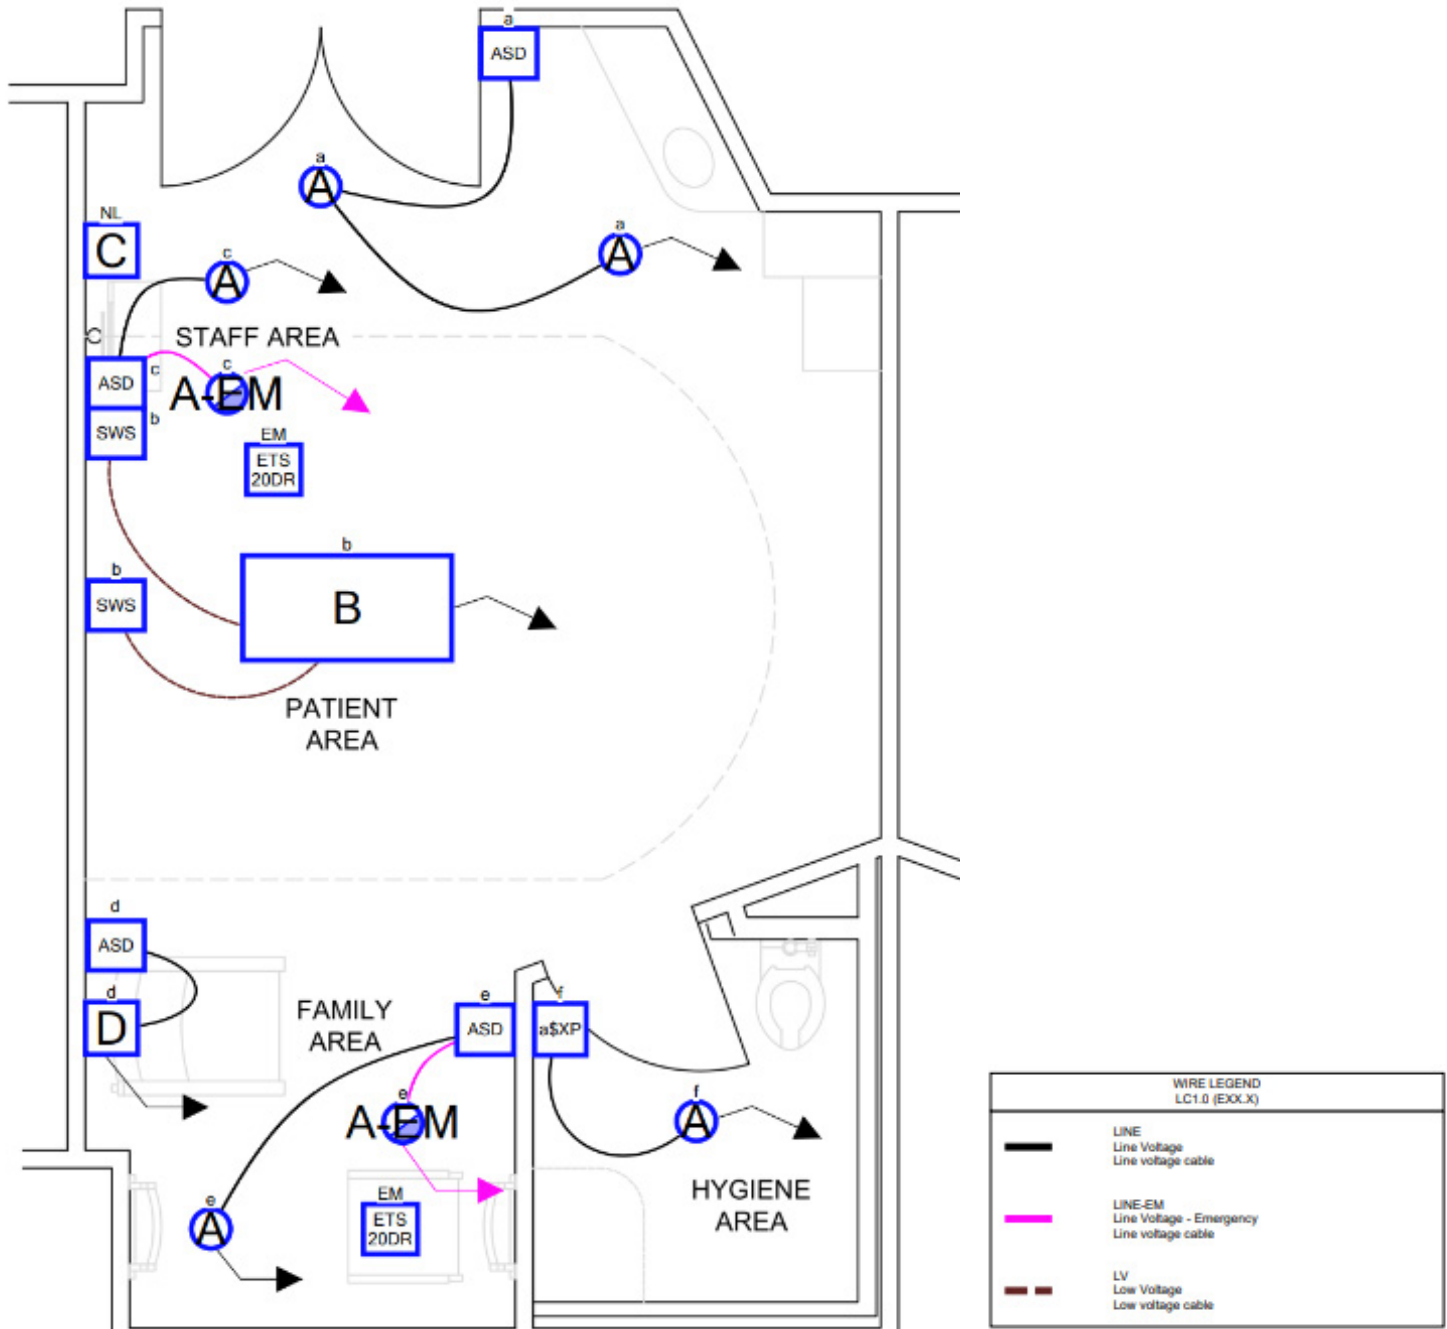 a
ASD
a
A
a
A
NL
C
c
A
STAFF AREA
C
ASD
c
c
A-EM
SWS
b
EM
ETS
20DR
b
B
b
SWS
PATIENT
AREA
d
ASD
d
D
FAMILY
AREA
e
ASD
f
a$XP
e
A-EM
f
A
e
A
EM
ETS
20DR
HYGIENE
AREA
WIRE LEGEND
LC1.0 (EXX.X)
LINE
Line Voltage
Line voltage cable
LINE-EM
Line Voltage - Emergency
Line voltage cable
LV
Low Voltage
Low voltage cable